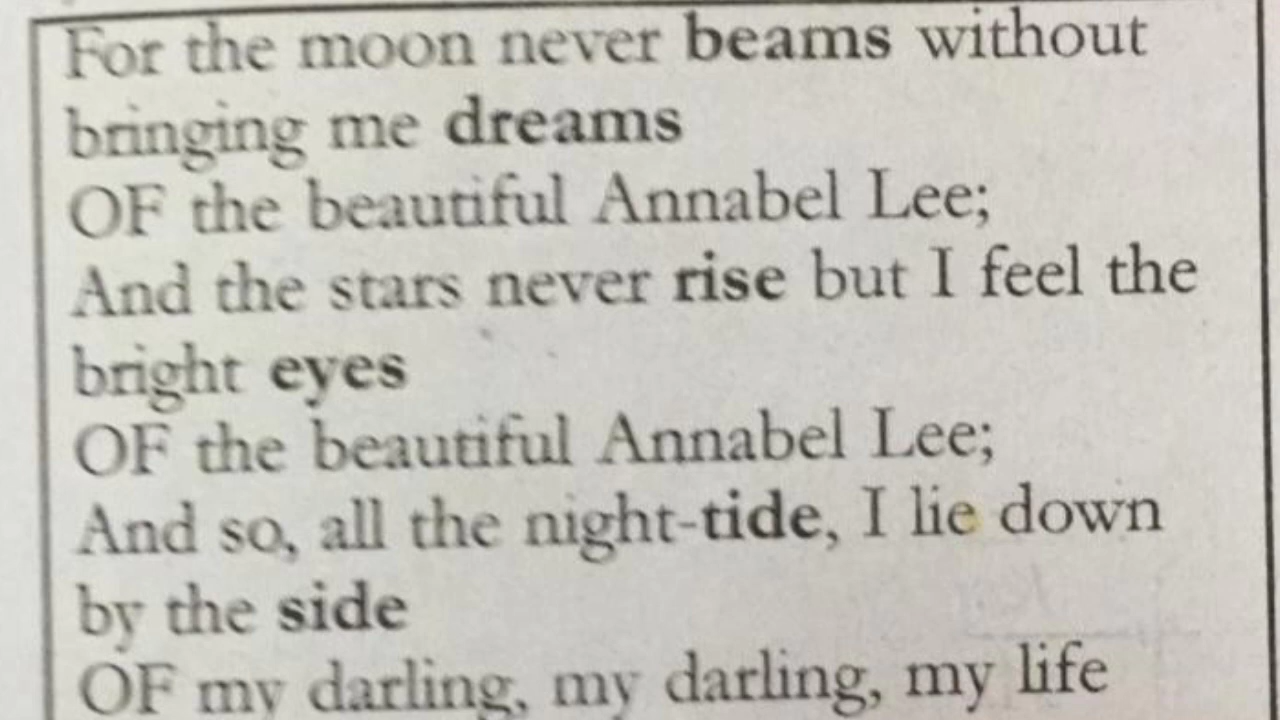 For the moon never beams without
bringing me dreams
OF the beautiful Annabel Lee;
And the stars never rise but I feel the
bright eyes
OF the beautiful Annabel Lee;
And so, all the night-tide, I lie down
by the side
OF my darling, my darling, my life